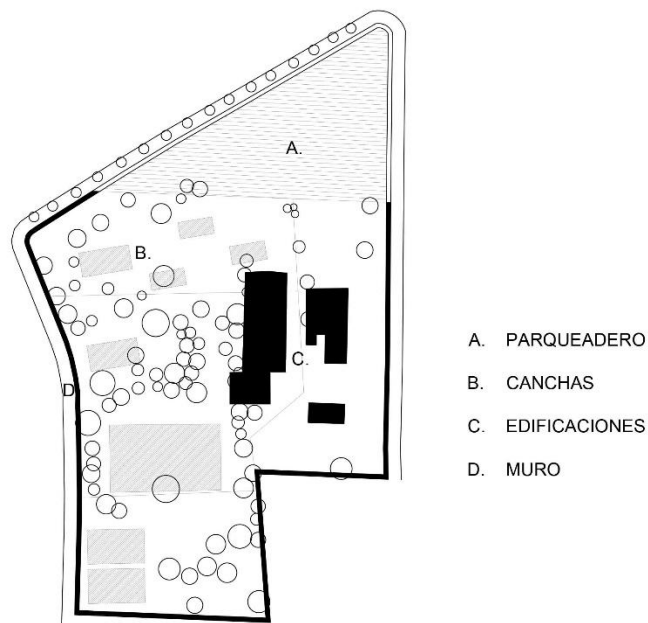 A.
B.
C.
D.
A. PARQUEADERO
B. CANCHAS
C. EDIFICACIONES
D. MURO